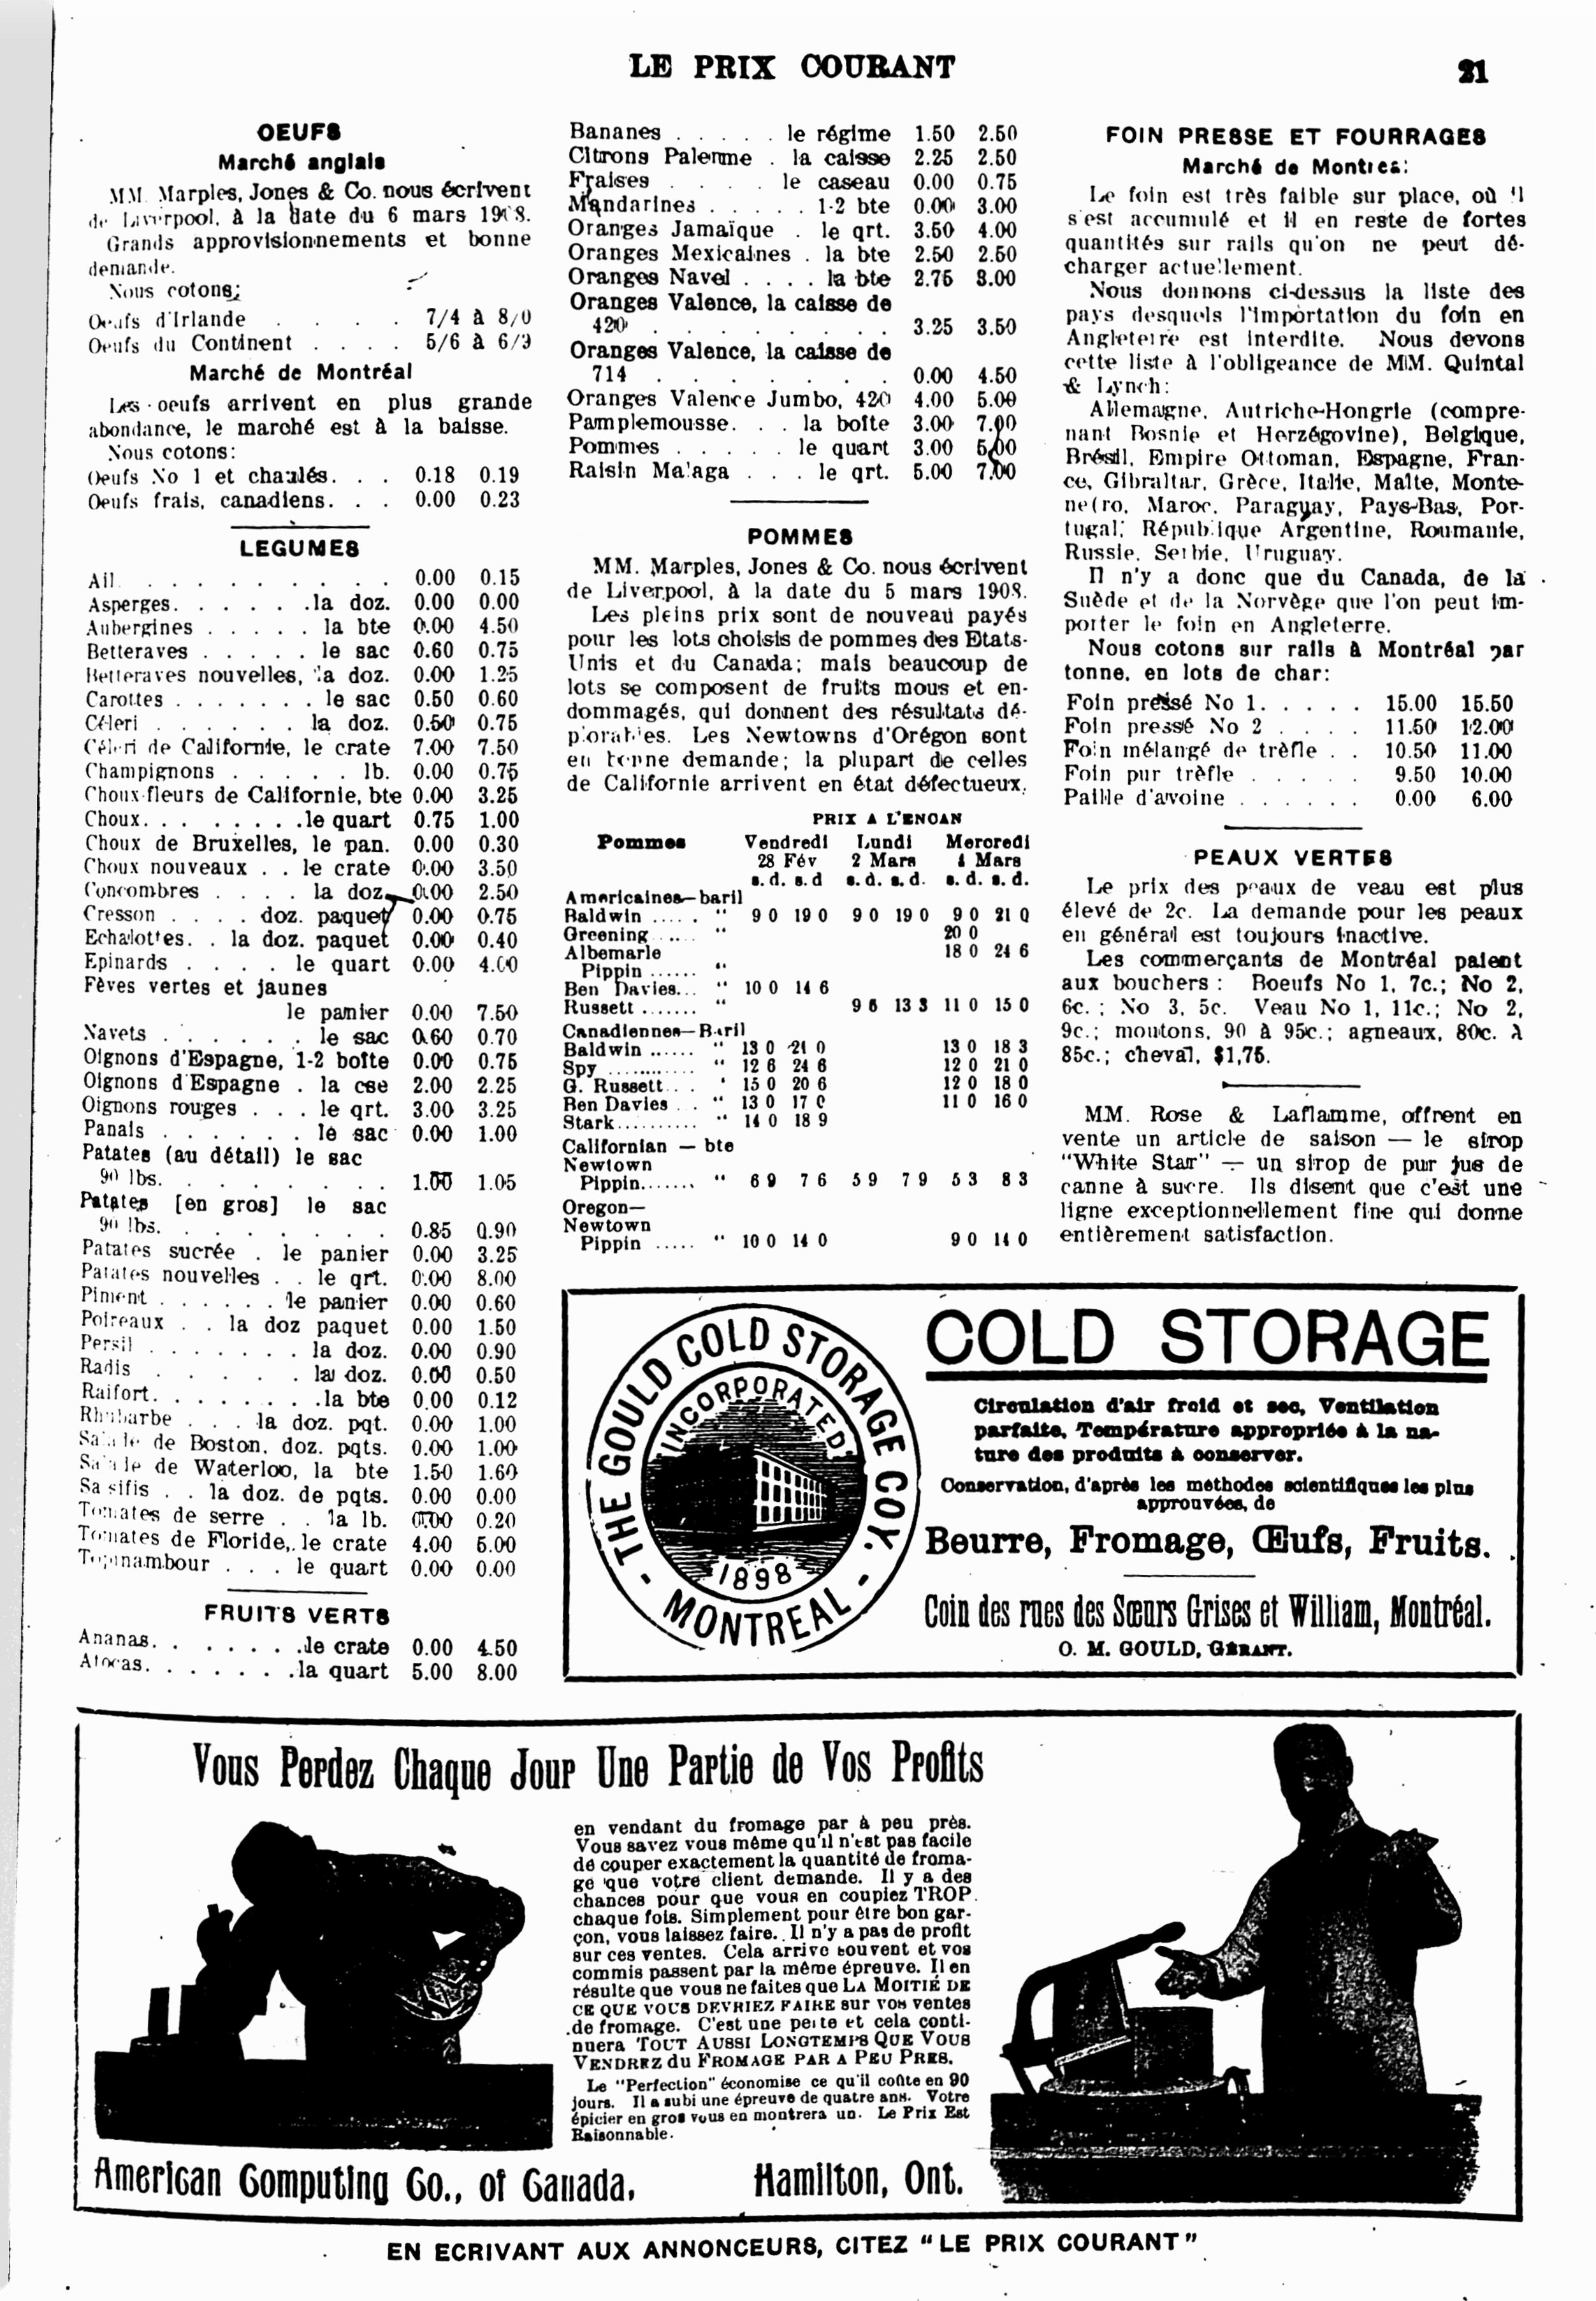 LE PRIX COURANT
21
OEUFS
Marché anglais
MM. Marples, Jones & Co. nous écrivent
de Liverpool, à la date du 6 mars 1908.
Grands approvisionnements et bonne
demande.
Nous cotons:
Oeufs d'Irlande . . . . 7/4 à 8/0
Oeufs du Continent . . . . 5/6 à 6/3
Marché de Montréal
Les oeufs arrivent en plus grande
abondance, le marché est à la baisse.
Nous cotons:
Oeufs No 1 et chaulés. . . 0.18 0.19
Oeufs frais, canadiens. . . 0.00 0.23
LEGUMES
Ail . . . . . . . . . . 0.00 0.15
Asperges. . . . . .la doz. 0.00 0.00
Aubergines . . . . . la bte 0.00 4.50
Betteraves . . . . . le sac 0.60 0.75
Betteraves nouvelles, la doz. 0.00 1.25
Carottes . . . . . . . le sac 0.50 0.60
Céleri . . . . . . la doz. 0.50 0.75
Céleri de Californie, le crate 7.00 7.50
Champignons . . . . . lb. 0.00 0.75
Choux-fleurs de Californie, bte 0.00 3.25
Choux. . . . . . . . .le quart 0.75 1.00
Choux de Bruxelles, le pan. 0.00 0.30
Choux nouveaux . . le crate 0.00 3.50
Concombres . . . . la doz. 0.00 2.50
Cresson . . . . doz. paquet 0.00 0.75
Echalottes. . la doz. paquet 0.00 0.40
Epinards . . . . le quart 0.00 4.00
Fèves vertes et jaunes
le panier 0.00 7.50
Navets . . . . . . le sac 0.60 0.70
Oignons d'Espagne, 1-2 boîte 0.00 0.75
Oignons d'Espagne . la cse 2.00 2.25
Oignons rouges . . . le qrt. 3.00 3.25
Panais . . . . . . le sac 0.00 1.00
Patates (au détail) le sac
90 lbs. . . . . . . . . 1.00 1.05
Patates [en gros] le sac
90 lbs. . . . . . . . . 0.85 0.90
Patates sucrée . le panier 0.00 3.25
Patates nouvelles . . le qrt. 0.00 8.00
Piment . . . . . . le panier 0.00 0.60
Poireaux . . la doz paquet 0.00 1.50
Persil . . . . . . . la doz. 0.00 0.90
Radis . . . . . la doz. 0.00 0.50
Raifort. . . . . . . .la bte 0.00 0.12
Rhubarbe . . . la doz. pqt. 0.00 1.00
Salade de Boston, doz. pqts. 0.00 1.00
Salade de Waterloo, la bte 1.50 1.60
Salsifis . . la doz. de pqts. 0.00 0.00
Tomates de serre . . la lb. 0.00 0.20
Tomates de Floride, le crate 4.00 5.00
Topinambour . . . le quart 0.00 0.00
FRUITS VERTS
Ananas. . . . . . . .le crate 0.00 4.50
Atocas. . . . . . . .la quart 5.00 8.00
Bananes . . . . . le régime 1.50 2.50
Citrons Palerme . la caisse 2.25 2.50
Fraises . . . . le caseau 0.00 0.75
Mandarines . . . . . 1-2 bte 0.00 3.00
Oranges Jamaïque . le qrt. 3.50 4.00
Oranges Mexicaines . la bte 2.50 2.50
Oranges Navel . . . . la bte 2.75 3.00
Oranges Valence, la caisse de
420 . . . . . . . . . 3.25 3.50
Oranges Valence, la caisse de
714 . . . . . . . . 0.00 4.50
Oranges Valence Jumbo, 420 4.00 5.00
Pamplemousse. . . la boîte 3.00 7.00
Pommes . . . . . le quart 3.00 5.00
Raisin Malaga . . . le qrt. 5.00 7.00
POMMES
MM. Marples, Jones & Co. nous écrivent
de Liverpool, à la date du 5 mars 1908.
Les pleins prix sont de nouveau payés
pour les lots choisis de pommes des Etats-
Unis et du Canada; mais beaucoup de
lots se composent de fruits mous et en-
dommagés, qui donnent des résultats dé-
plorables. Les Newtowns d'Orégon sont
en bonne demande; la plupart de celles
de Californie arrivent en état défectueux.
PRIX A L'ENCAN
Pommes Vendredi Lundi Mercredi
28 Fév 2 Mars 4 Mars
s. d. s. d s. d. s. d. s. d. s. d.
Americaines—baril
Baldwin ..... " 9 0 19 0 9 0 19 0 9 0 21 0
Greening ..... " 20 0
Albemarle 18 0 24 6
Pippin ...... "
Ben Davies... " 10 0 14 6
Russett ....... " 9 6 13 3 11 0 15 0
Canadiennes—Baril
Baldwin ...... " 13 0 21 0 13 0 18 3
Spy ........... " 12 6 24 6 12 0 21 0
G. Russett . . . " 15 0 20 6 12 0 18 0
Ben Davies . . " 13 0 17 0 11 0 16 0
Stark.......... " 14 0 18 9
Californian — bte
Newtown
Pippin....... " 6 9 7 6 5 9 7 9 5 3 8 3
Oregon—
Newtown
Pippin ..... " 10 0 14 0 9 0 11 0
FOIN PRESSE ET FOURRAGES
Marché de Montréal
Le foin est très faible sur place, où il
s'est accumulé et il en reste de fortes
quantités sur rails qu'on ne peut dé-
charger actuellement.
Nous donnons ci-dessus la liste des
pays desquels l'importation du foin en
Angleterre est interdite. Nous devons
cette liste à l'obligeance de MM. Quintal
& Lynch:
Allemagne, Autriche-Hongrie (compre-
nant Bosnie et Herzégovine), Belgique,
Brésil, Empire Ottoman, Espagne, Fran-
ce, Gibraltar, Grèce, Italie, Malte, Monte-
negro, Maroc, Paraguay, Pays-Bas, Por-
tugal, République Argentine, Roumanie,
Russie, Serbie, Uruguay.
Il n'y a donc que du Canada, de la
Suède et de la Norvège que l'on peut im-
porter le foin en Angleterre.
Nous cotons sur rails à Montréal par
tonne, en lots de char:
Foin pressé No 1. . . . . 15.00 15.50
Foin pressé No 2 . . . . 11.50 12.00
Foin mélangé de trèfle . . 10.50 11.00
Foin pur trèfle . . . . . 9.50 10.00
Paille d'avoine . . . . . . 0.00 6.00
PEAUX VERTES
Le prix des peaux de veau est plus
élevé de 2c. La demande pour les peaux
en général est toujours inactive.
Les commerçants de Montréal paient
aux bouchers : Boeufs No 1, 7c.; No 2,
6c. ; No 3, 5c. Veau No 1, 11c.; No 2,
9c.; moutons, 90 à 95c.; agneaux, 80c. à
85c.; cheval, $1,75.
MM. Rose & Laflamme, offrent en
vente un article de saison — le sirop
"White Star" — un sirop de pur jus de
canne à sucre. Ils disent que c'est une
ligne exceptionnellement fine qui donne
entièrement satisfaction.
THE GOULD COLD STORAGE COY.
INCORPORATED
1898
- MONTREAL -
COLD STORAGE
Circulation d'air froid et sec, Ventilation
parfaite, Température appropriée à la na-
ture des produits à conserver.
Conservation, d'après les méthodes scientifiques les plus
approuvées, de
Beurre, Fromage, Œufs, Fruits.
Coin des rues des Sœurs Grises et William, Montréal.
O. M. GOULD, GÉRANT.
Vous Perdez Chaque Jour Une Partie de Vos Profits
en vendant du fromage par à peu près.
Vous savez vous même qu'il n'est pas facile
de couper exactement la quantité de froma-
ge que votre client demande. Il y a des
chances pour que vous en coupiez TROP
chaque fois. Simplement pour être bon gar-
çon, vous laissez faire. Il n'y a pas de profit
sur ces ventes. Cela arrive souvent et vos
commis passent par la même épreuve. Il en
résulte que vous ne faites que LA MOITIÉ DE
CE QUE VOUS DEVRIEZ FAIRE sur vos ventes
de fromage. C'est une perte et cela conti-
nuera TOUT AUSSI LONGTEMPS QUE VOUS
VENDREZ du FROMAGE PAR A PEU PRES.
Le "Perfection" économise ce qu'il coûte en 90
jours. Il a subi une épreuve de quatre ans. Votre
épicier en gros vous en montrera un. Le Prix Est
Raisonnable.
American Computing Co., of Canada,
Hamilton, Ont.
EN ECRIVANT AUX ANNONCEURS, CITEZ "LE PRIX COURANT"